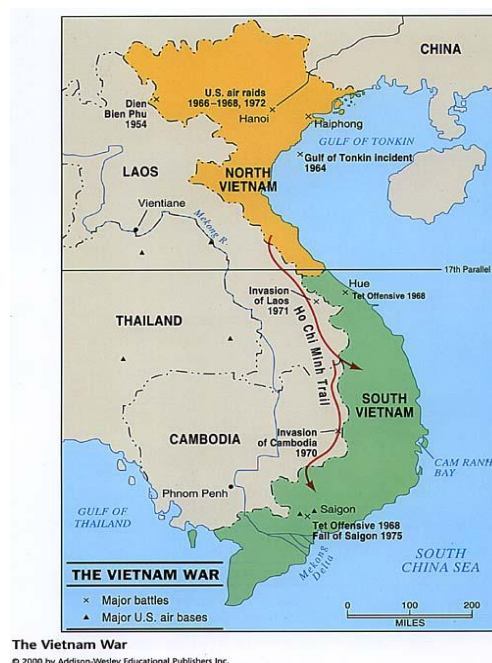 CHINA
U.S. air raids
1966–1968, 1972
Dien
Bien Phu
1954
Hanoi
Haiphong
GULF OF TONKIN
Gulf of Tonkin incident
1964
LAOS
NORTH
VIETNAM
Vientiane
Mekong R.
17th Parallel
Hue
Tet Offensive 1968
Invasion
of Laos
1971
Ho Chi Minh Trail
THAILAND
SOUTH
VIETNAM
Invasion
of Cambodia
1970
CAMBODIA
CAM RANH
BAY
Phnom Penh
GULF OF
THAILAND
Saigon
Tet Offensive 1968
Fall of Saigon 1975
Mekong
Delta
SOUTH
CHINA SEA
THE VIETNAM WAR
× Major battles
▲ Major U.S. air bases
0 100 200
MILES
The Vietnam War
© 2000 by Addison-Wesley Educational Publishers Inc.